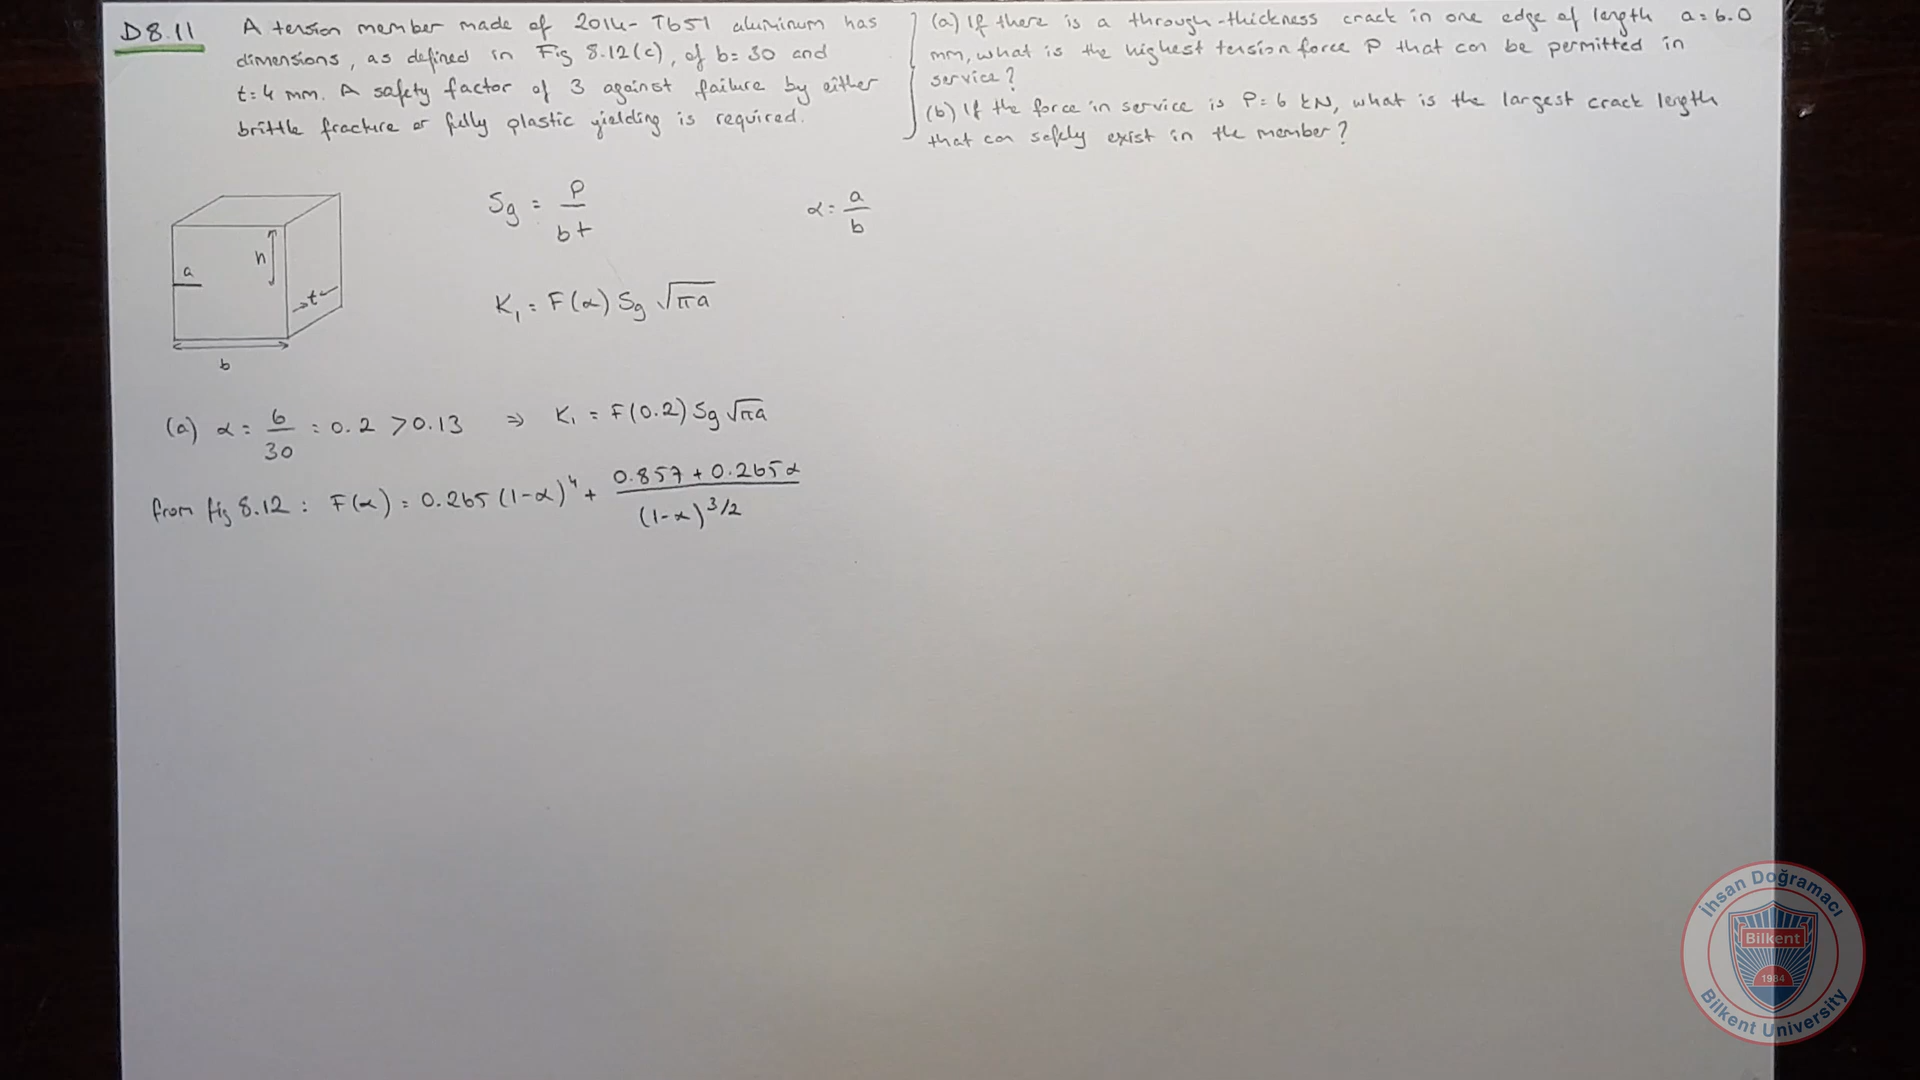 D8.11
A tension member made of 2014-T651 aluminum has
dimensions, as defined in Fig 8.12(c), of b= 30 and
t=4 mm. A safety factor of 3 against failure by either
brittle fracture or fully plastic yielding is required.
(a) If there is a through-thickness crack in one edge of length a=6.0
mm, what is the highest tension force P that can be permitted in
service?
(b) If the force in service is P=6 kN, what is the largest crack length
that can safely exist in the member?
a
h
t
b
Sg = P / bt
α = a / b
K₁ = F(α) Sg √πa
(a) α = 6 / 30 = 0.2 > 0.13 ⇒ K₁ = F(0.2) Sg √πa
from fig 8.12 : F(α) = 0.265 (1-α)⁴ + (0.857 + 0.265α) / (1-α)^3/2
İhsan Doğramacı
Bilkent
1984
Bilkent University